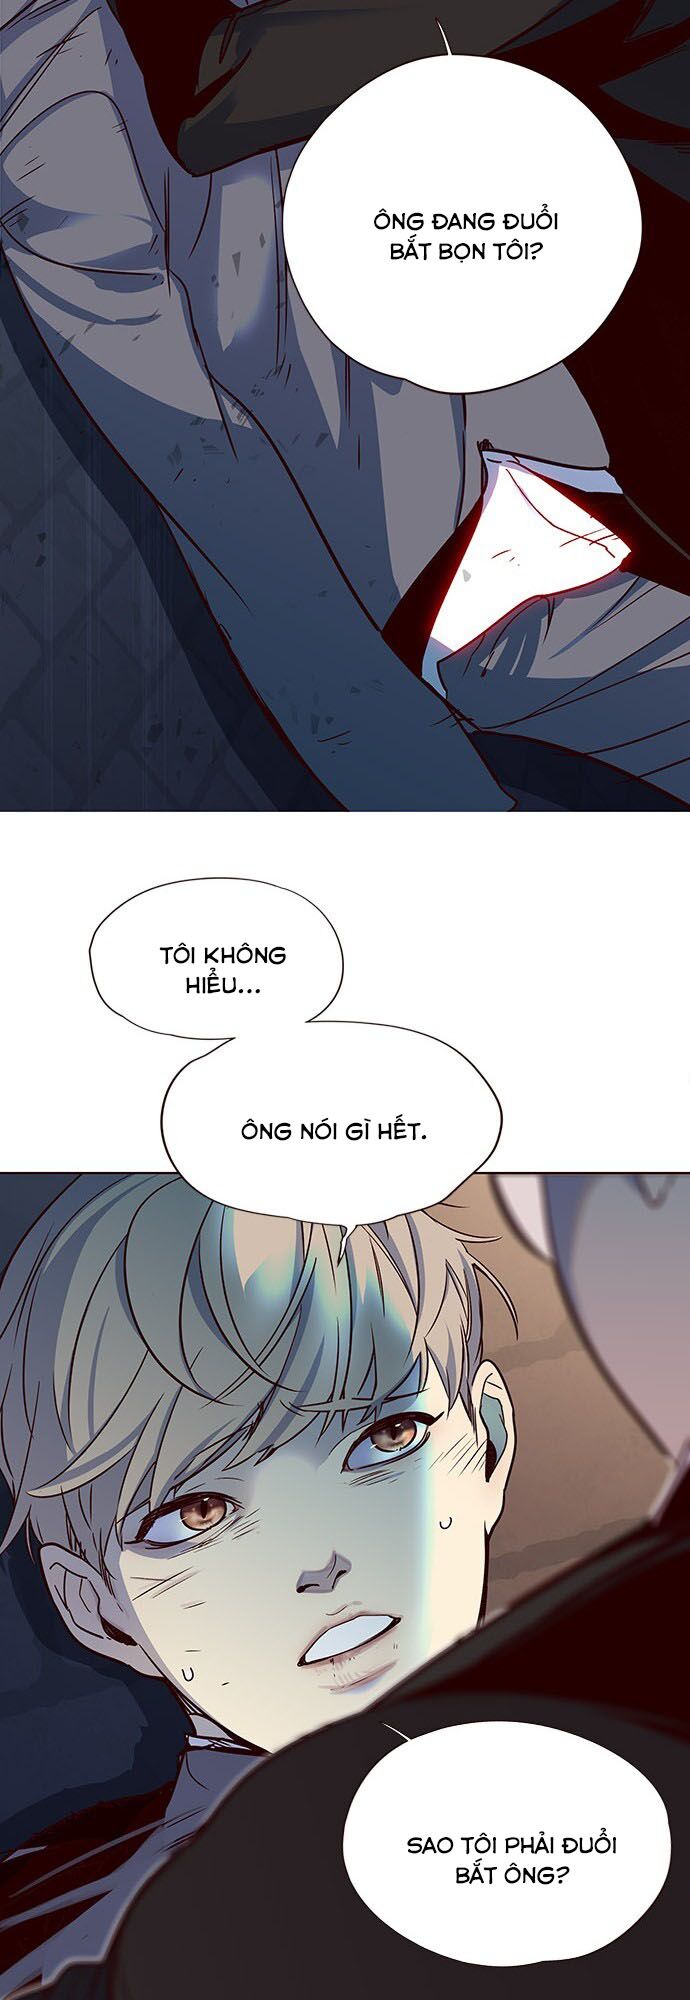 ÔNG ĐANG ĐUỔI
BẮT BỌN TÔI?
TÔI KHÔNG
HIỂU...
ÔNG NÓI GÌ HẾT.
SAO TÔI PHẢI ĐUỔI
BẮT ÔNG?